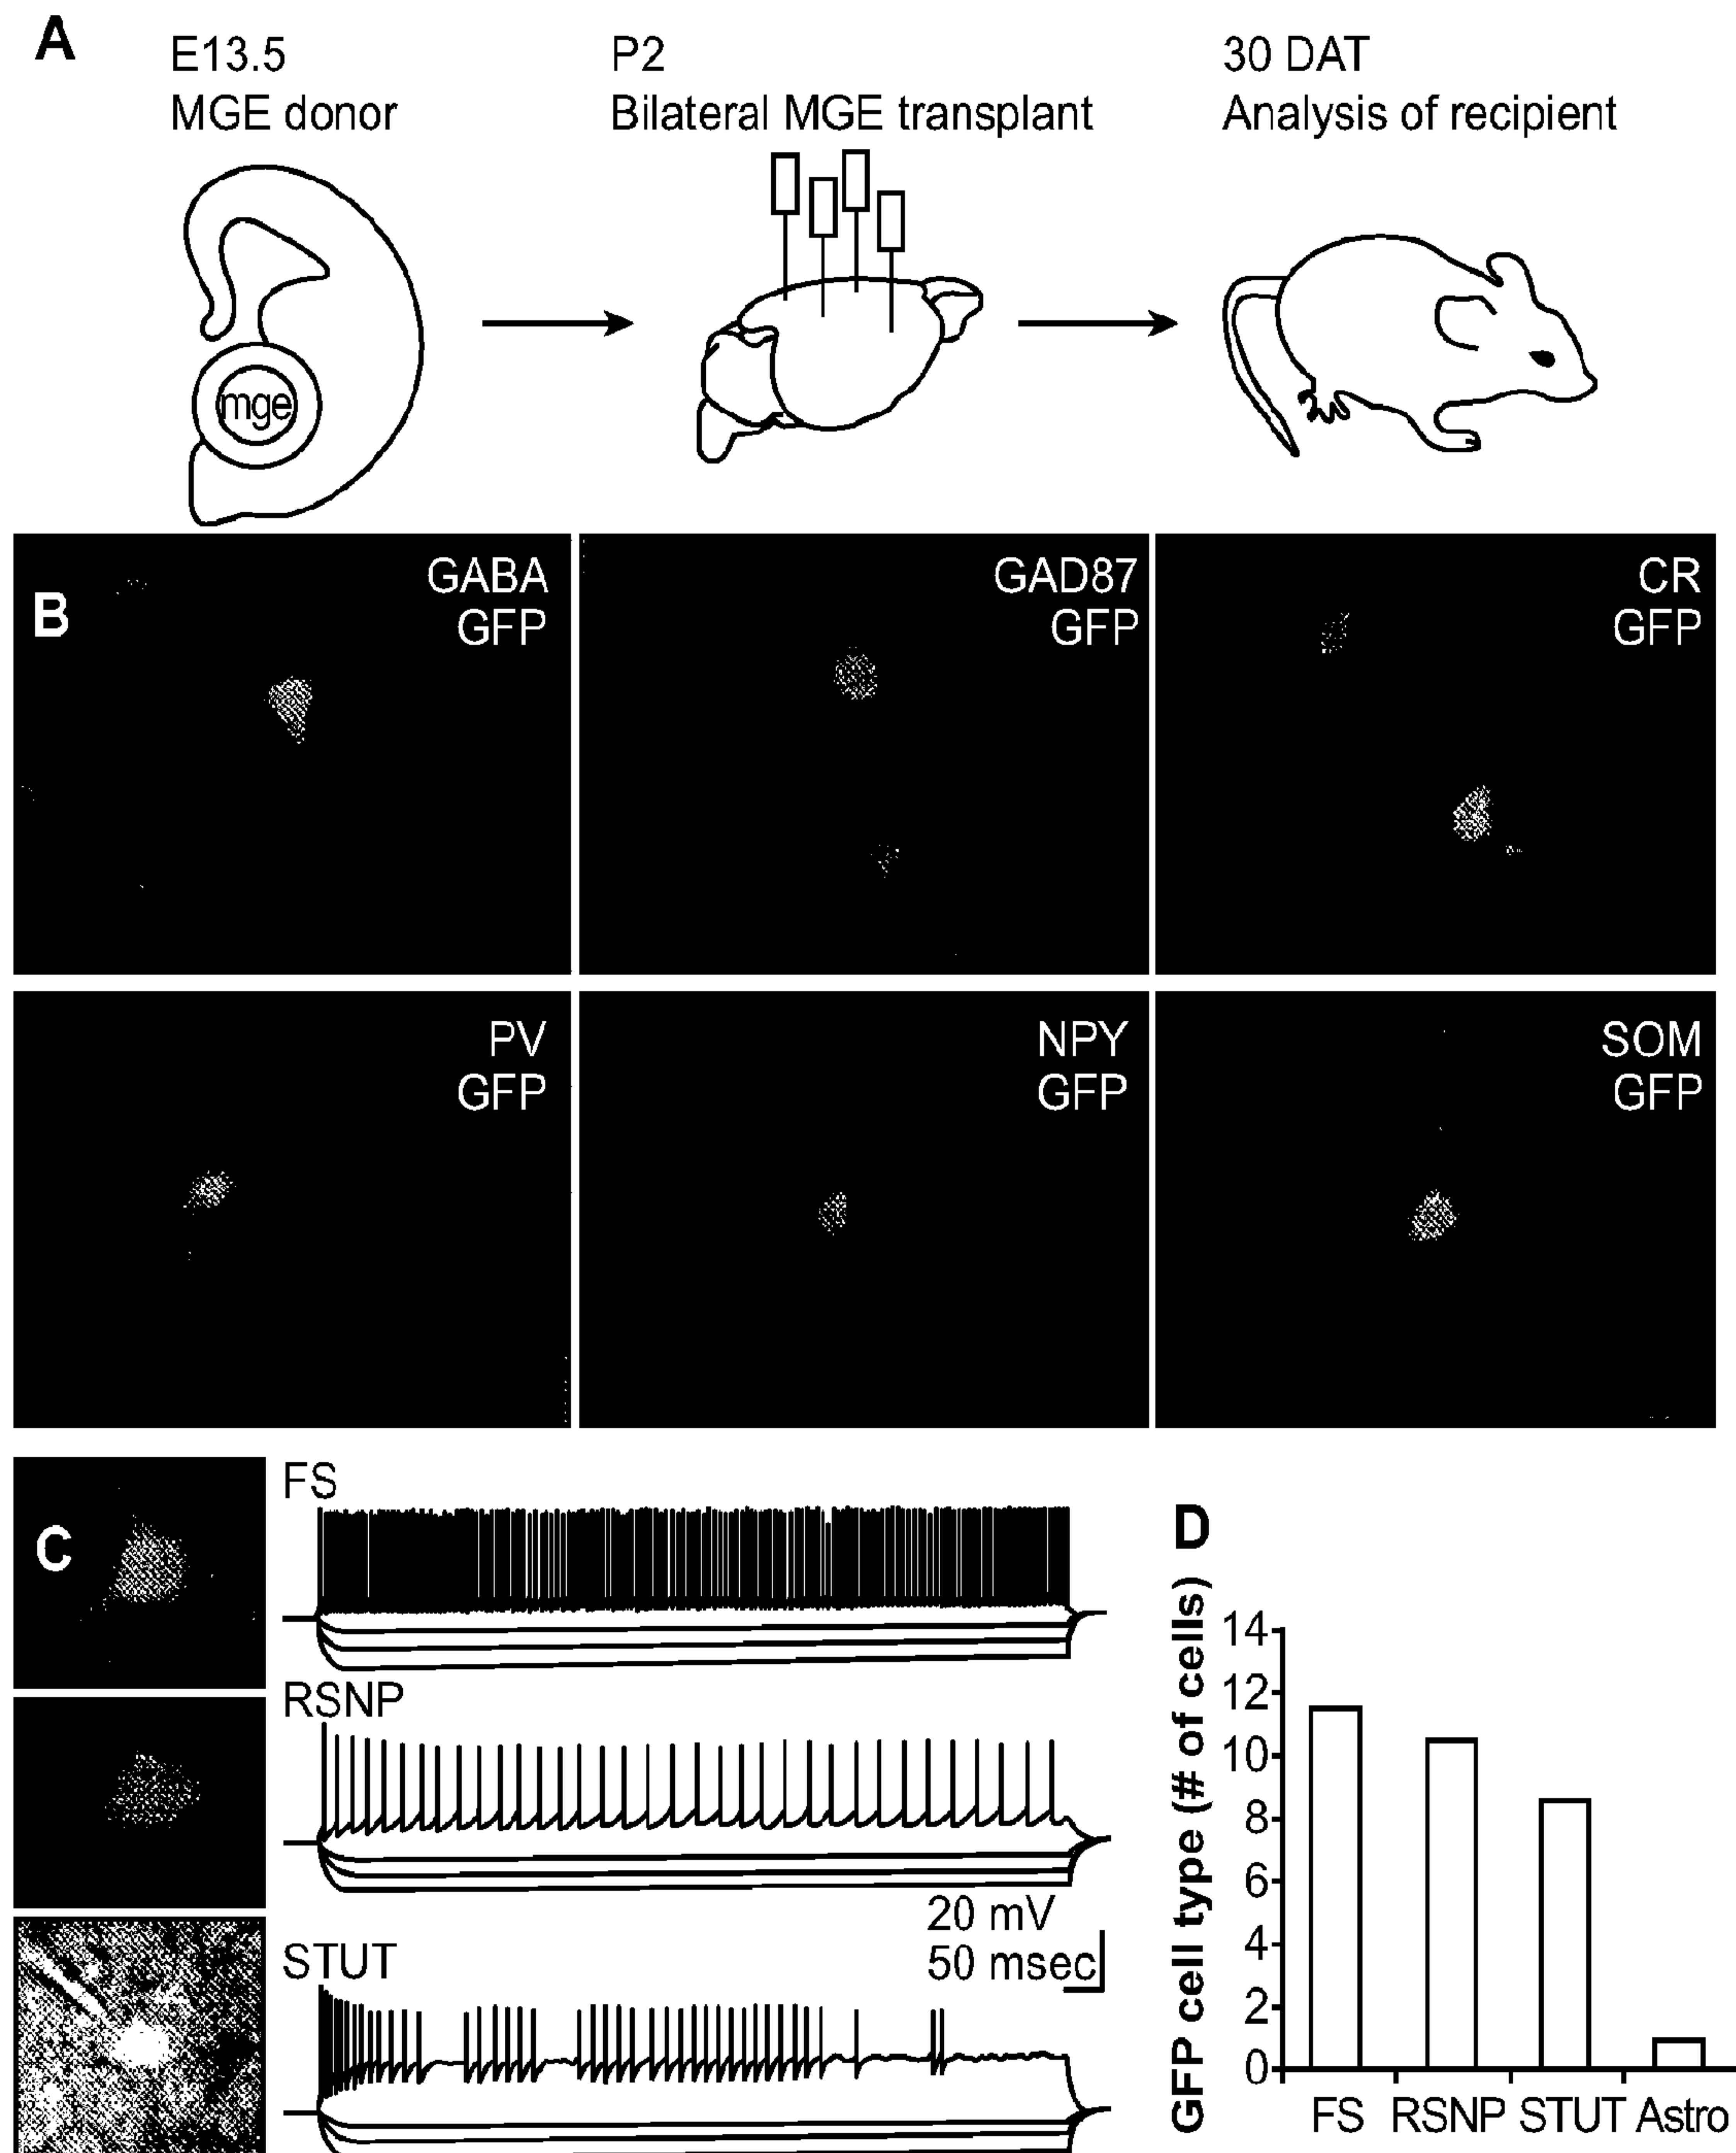 A
E13.5
MGE donor
P2
Bilateral MGE transplant
30 DAT
Analysis of recipient
mge
B
GABA
GFP
GAD87
GFP
CR
GFP
PV
GFP
NPY
GFP
SOM
GFP
C
FS
RSNP
20 mV
50 msec
STUT
D
GFP cell type (# of cells)
14
12
10
8
6
4
2
0
FS RSNP STUT Astro